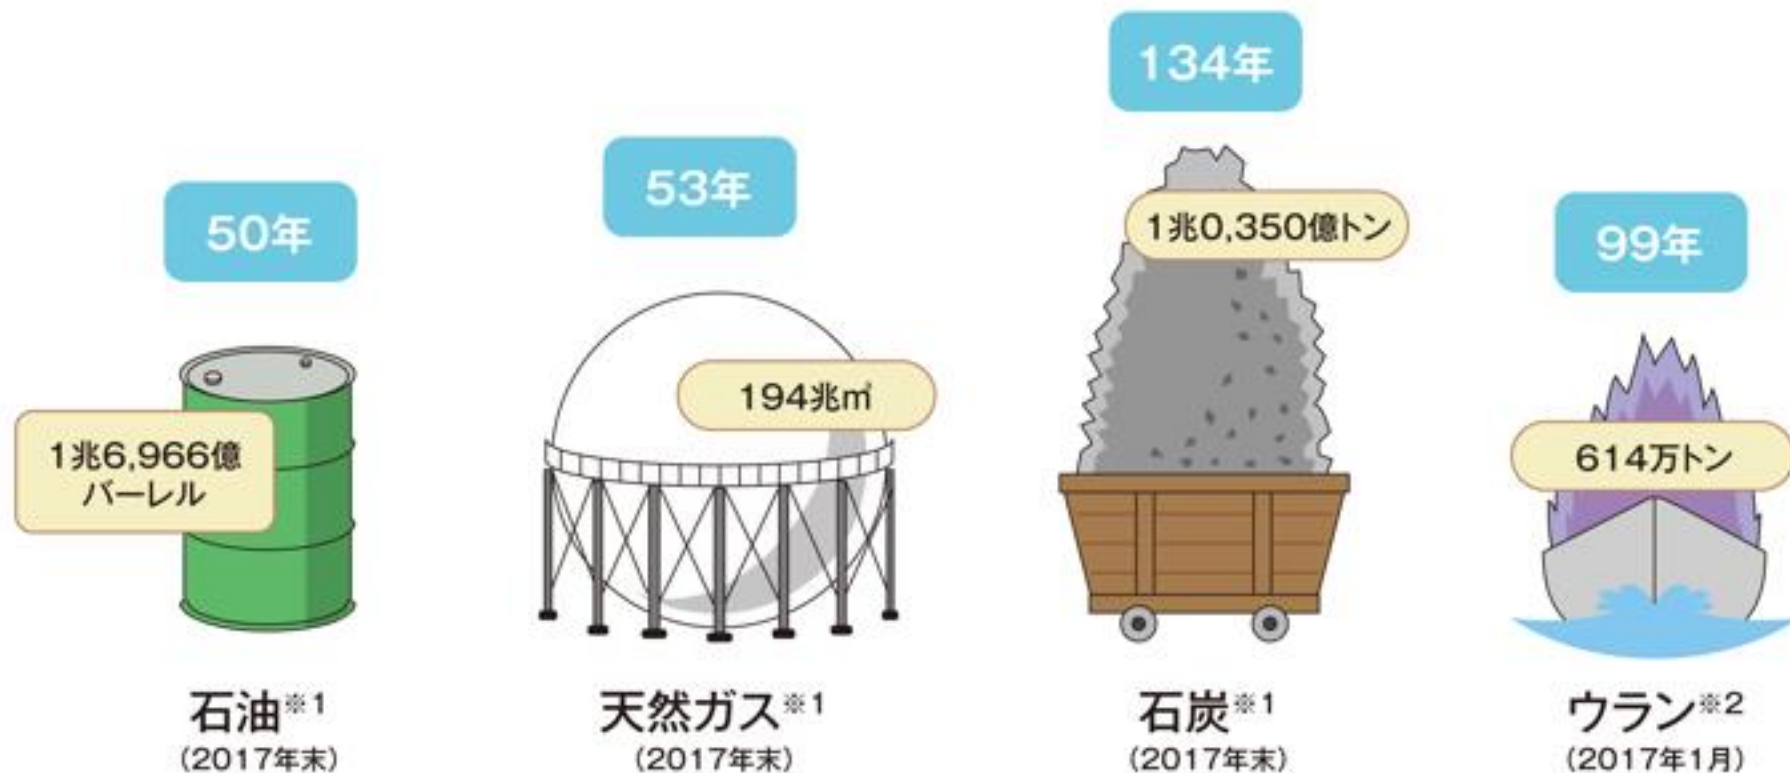 50年
1兆6,966億
バーレル
石油※1
(2017年末)
53年
194兆㎥
天然ガス※1
(2017年末)
134年
1兆0,350億トン
石炭※1
(2017年末)
99年
614万トン
ウラン※2
(2017年1月)